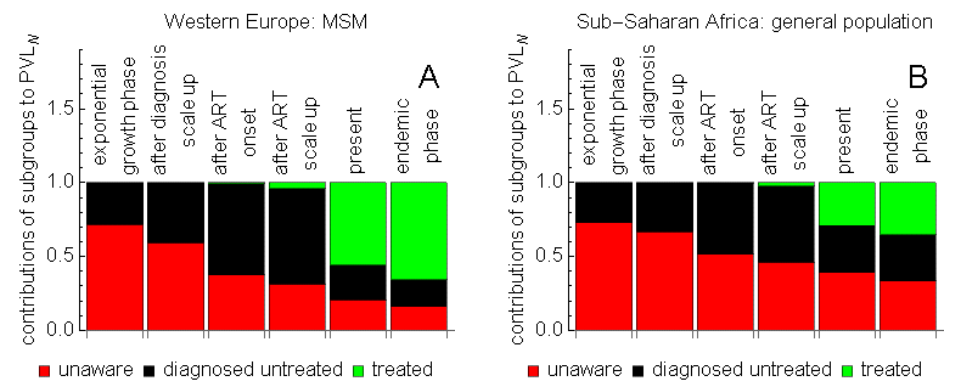 Western Europe: MSM
contributions of subgroups to PVL_N
1.5
1.0
0.5
0.0
exponential
growth phase
after diagnosis
scale up
after ART
onset
after ART
scale up
present
endemic
phase
A
unaware diagnosed untreated treated
Sub-Saharan Africa: general population
contributions of subgroups to PVL_N
1.5
1.0
0.5
0.0
exponential
growth phase
after diagnosis
scale up
after ART
onset
after ART
scale up
present
endemic
phase
B
unaware diagnosed untreated treated